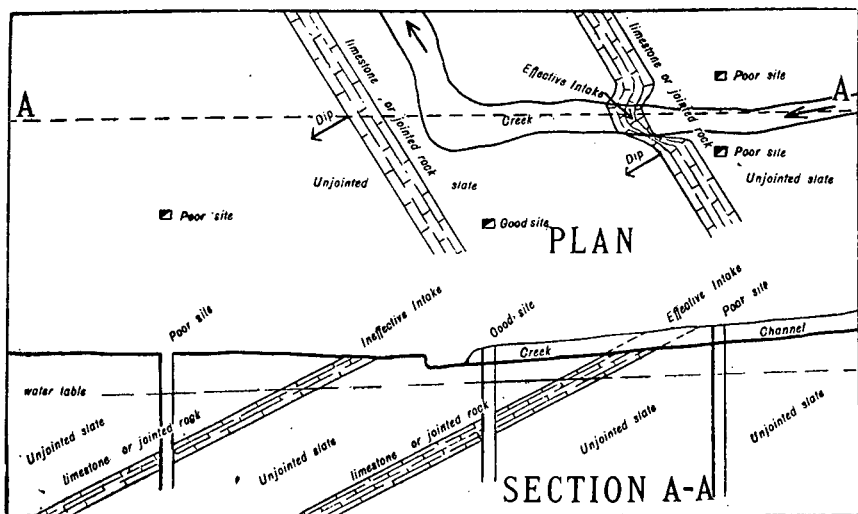 limestone or jointed rock
Effective Intake
limestone or jointed rock
Poor site
A
A
Dip
Creek
Poor site
Dip
Unjointed slate
Unjointed slate
Poor site
Good site
PLAN
Poor site
Ineffective Intake
Good site
Effective Intake
Poor site
Channel
Creek
water table
Unjointed slate
limestone or jointed rock
Unjointed slate
limestone or jointed rock
Unjointed slate
Unjointed slate
SECTION A-A